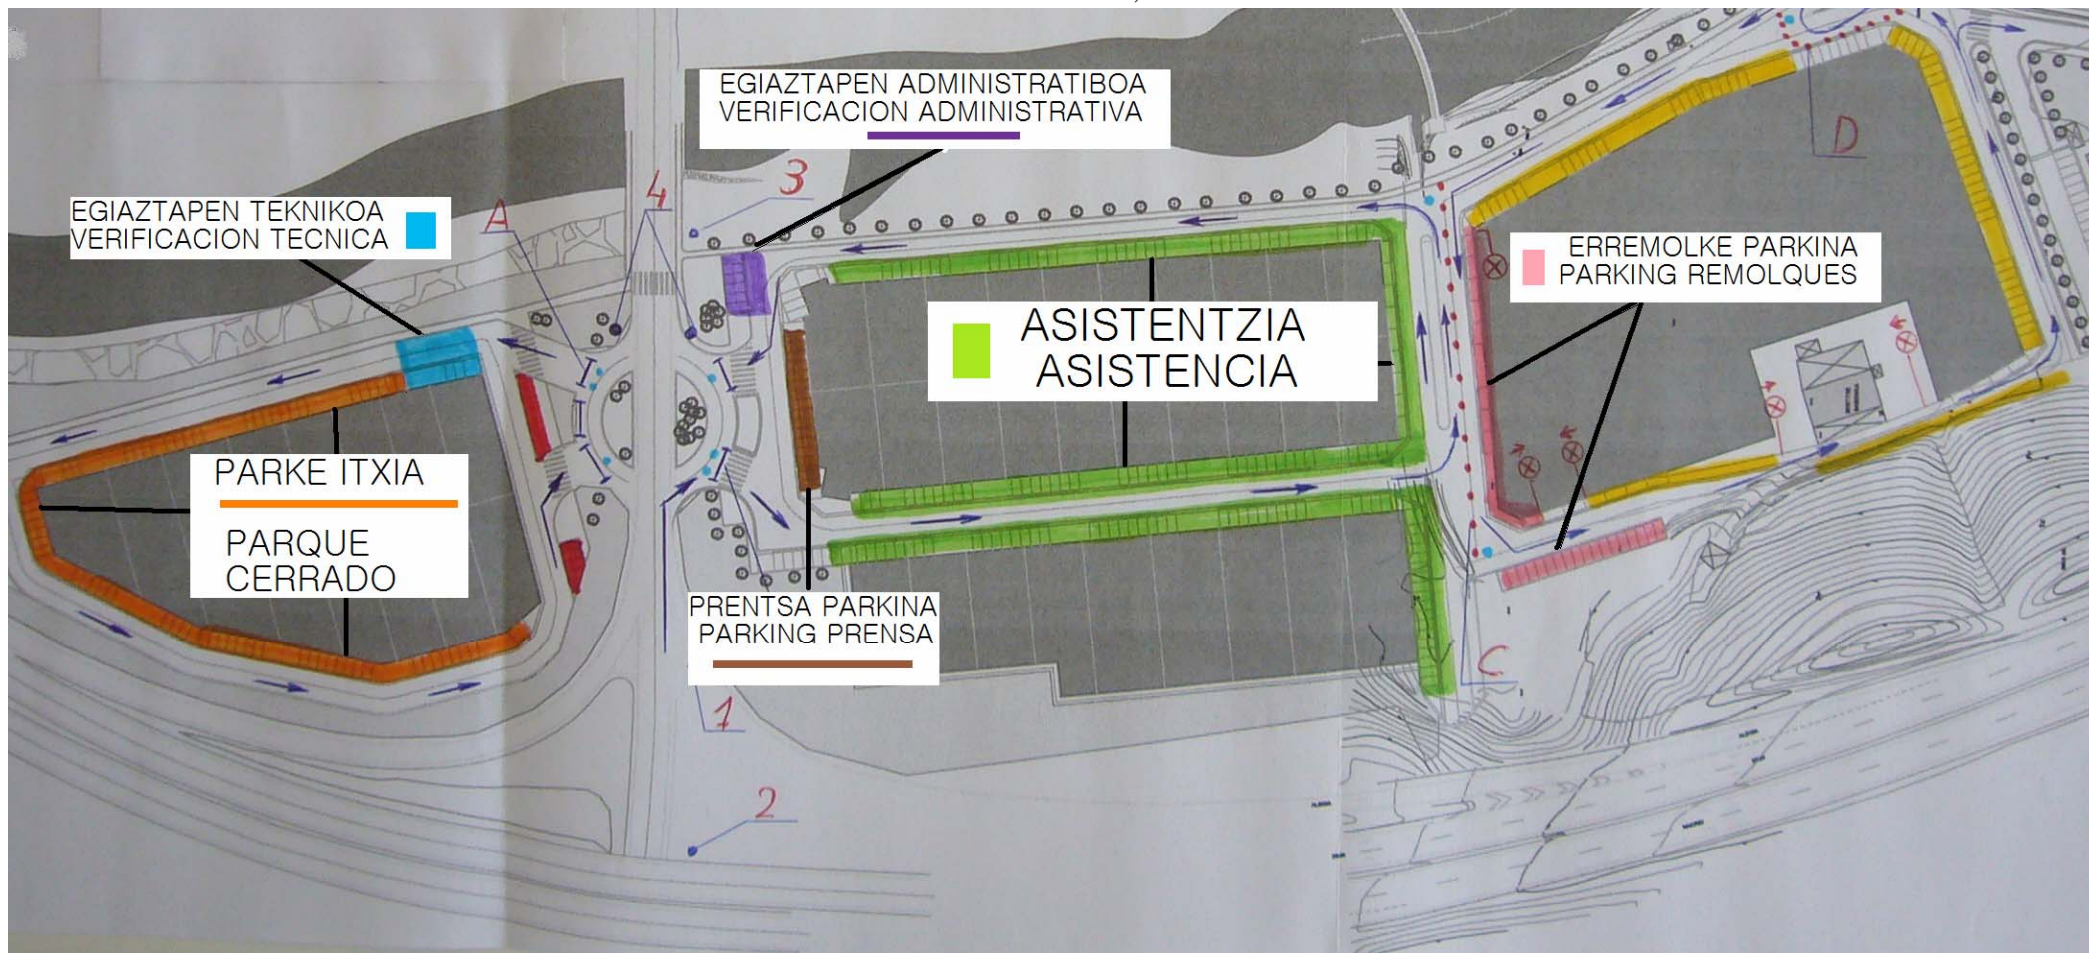 EGIAZTAPEN ADMINISTRATIBOA
VERIFICACION ADMINISTRATIVA
D
3
4
A
EGIAZTAPEN TEKNIKOA
VERIFICACION TECNICA
ERREMOLKE PARKINA
PARKING REMOLQUES
ASISTENTZIA
ASISTENCIA
PARKE ITXIA
PARQUE
CERRADO
PRENTSA PARKINA
PARKING PRENSA
C
1
2